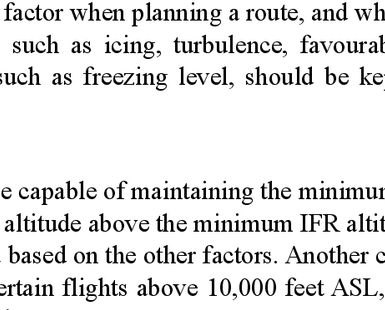 factor when planning a route, and wh
such as icing, turbulence, favourab
such as freezing level, should be kep
e capable of maintaining the minimum
altitude above the minimum IFR altit
based on the other factors. Another c
ertain flights above 10,000 feet ASL,